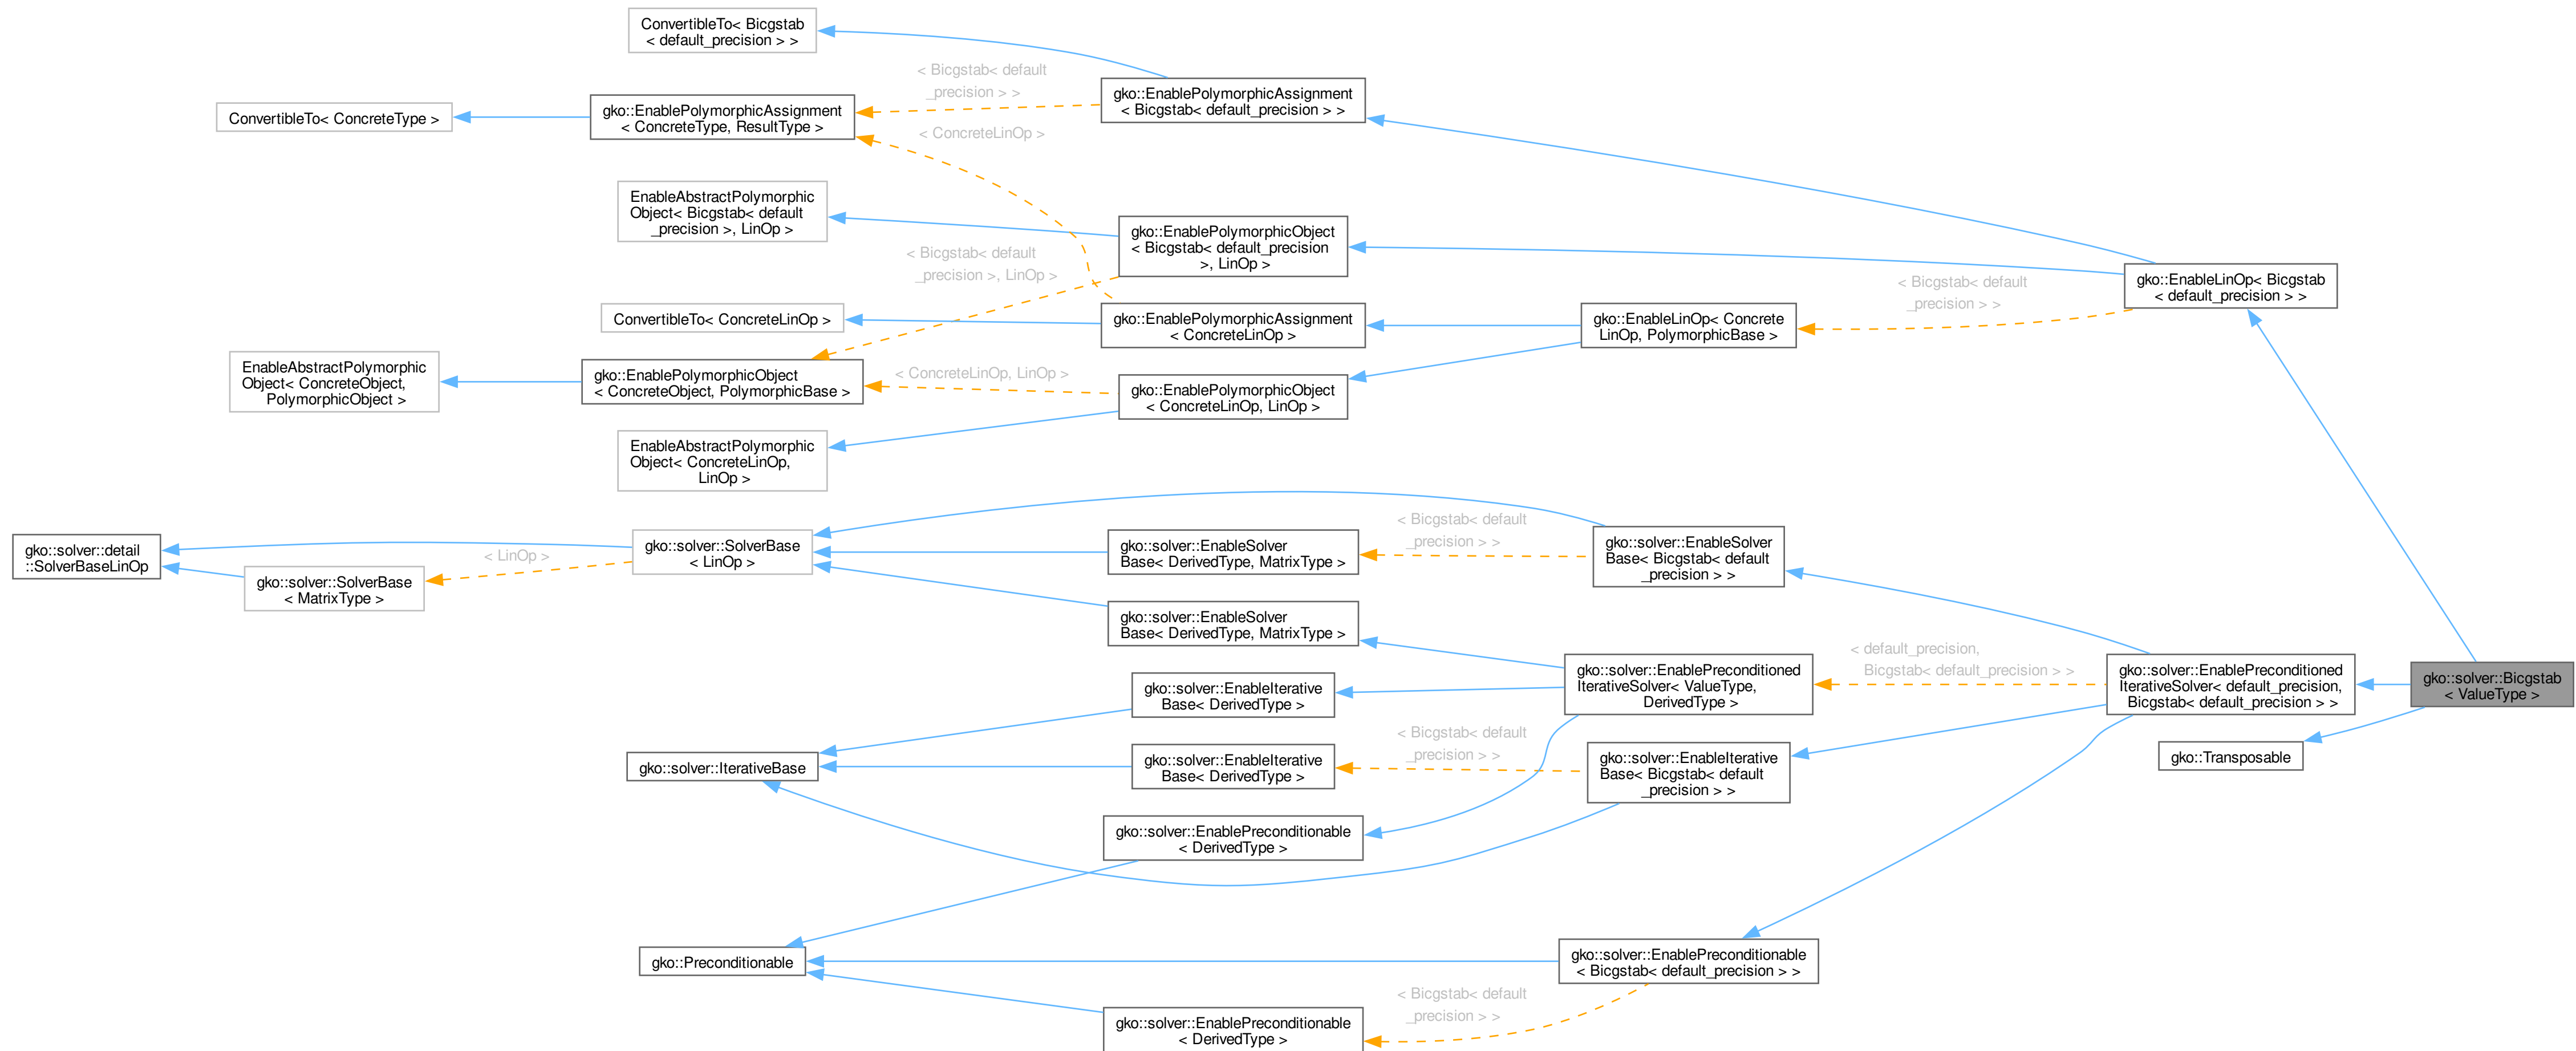 ConvertibleTo< Bicgstab
< default_precision > >
< Bicgstab< default
_precision > >
gko::EnablePolymorphicAssignment
< Bicgstab< default_precision > >
ConvertibleTo< ConcreteType >
gko::EnablePolymorphicAssignment
< ConcreteType, ResultType >
< ConcreteLinOp >
EnableAbstractPolymorphic
Object< Bicgstab< default
_precision >, LinOp >
gko::EnablePolymorphicObject
< Bicgstab< default_precision
>, LinOp >
< Bicgstab< default
_precision >, LinOp >
gko::EnableLinOp< Bicgstab
< default_precision > >
< Bicgstab< default
_precision > >
ConvertibleTo< ConcreteLinOp >
gko::EnablePolymorphicAssignment
< ConcreteLinOp >
gko::EnableLinOp< Concrete
LinOp, PolymorphicBase >
EnableAbstractPolymorphic
Object< ConcreteObject,
PolymorphicObject >
gko::EnablePolymorphicObject
< ConcreteObject, PolymorphicBase >
< ConcreteLinOp, LinOp >
gko::EnablePolymorphicObject
< ConcreteLinOp, LinOp >
EnableAbstractPolymorphic
Object< ConcreteLinOp,
LinOp >
gko::solver::detail
::SolverBaseLinOp
< LinOp >
gko::solver::SolverBase
< MatrixType >
gko::solver::SolverBase
< LinOp >
gko::solver::EnableSolver
Base< DerivedType, MatrixType >
< Bicgstab< default
_precision > >
gko::solver::EnableSolver
Base< Bicgstab< default
_precision > >
gko::solver::EnableSolver
Base< DerivedType, MatrixType >
gko::solver::EnablePreconditioned
IterativeSolver< ValueType,
DerivedType >
< default_precision,
Bicgstab< default_precision > >
gko::solver::EnablePreconditioned
IterativeSolver< default_precision,
Bicgstab< default_precision > >
gko::solver::Bicgstab
< ValueType >
gko::solver::EnableIterative
Base< DerivedType >
gko::solver::IterativeBase
gko::solver::EnableIterative
Base< DerivedType >
< Bicgstab< default
_precision > >
gko::solver::EnableIterative
Base< Bicgstab< default
_precision > >
gko::Transposable
gko::solver::EnablePreconditionable
< DerivedType >
gko::Preconditionable
gko::solver::EnablePreconditionable
< Bicgstab< default_precision > >
< Bicgstab< default
_precision > >
gko::solver::EnablePreconditionable
< DerivedType >